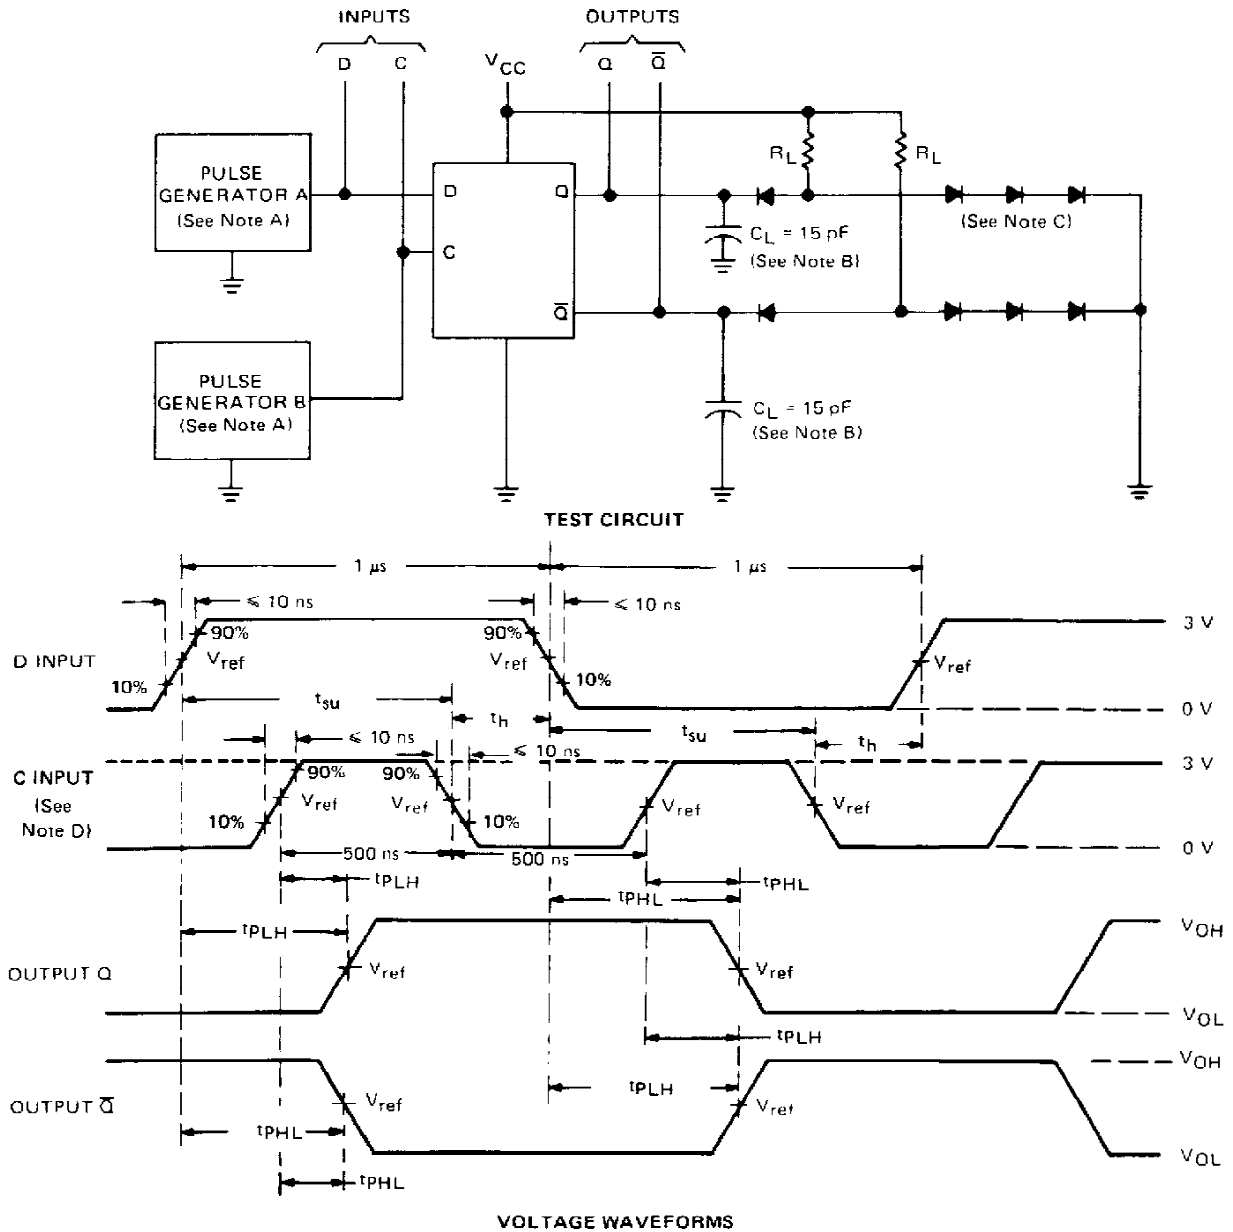 INPUTS
OUTPUTS
D C
VCC
Q Q̅
PULSE
GENERATOR A
(See Note A)
D Q
C
Q̅
RL
RL
CL = 15 pF
(See Note B)
(See Note C)
PULSE
GENERATOR B
(See Note A)
CL = 15 pF
(See Note B)
TEST CIRCUIT
1 µs
1 µs
≤ 10 ns
≤ 10 ns
3 V
90%
90%
D INPUT
Vref
Vref
Vref
10%
10%
tsu
0 V
th
tsu
th
≤ 10 ns
≤ 10 ns
3 V
C INPUT
(See
Note D)
90%
90%
Vref
Vref
Vref
Vref
10%
10%
0 V
500 ns
500 ns
tPLH
tPHL
tPHL
tPLH
VOH
OUTPUT Q
Vref
Vref
VOL
tPLH
VOH
tPLH
OUTPUT Q̅
Vref
Vref
tPHL
VOL
tPHL
VOLTAGE WAVEFORMS